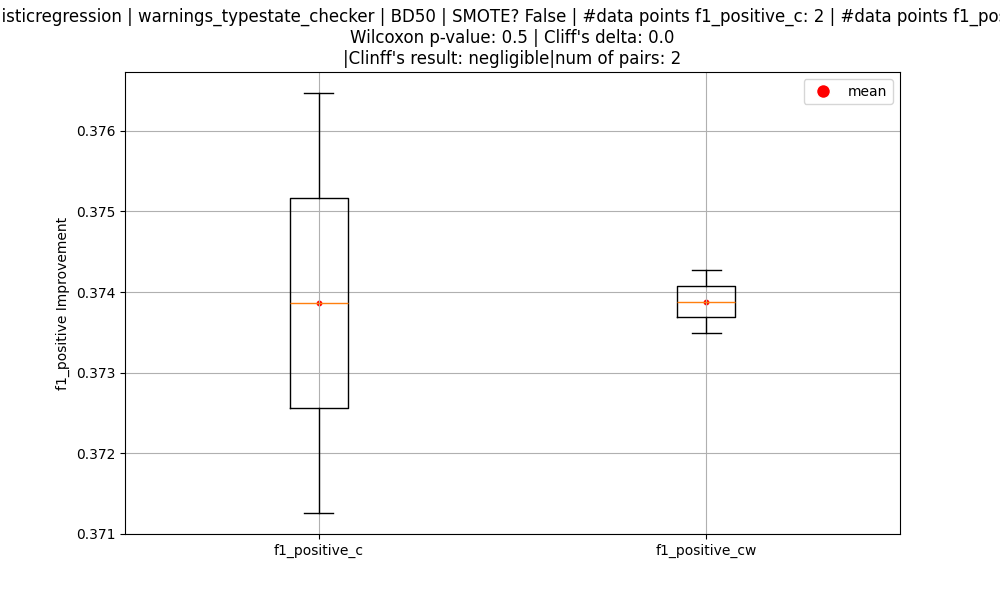 isticregression | warnings_typestate_checker | BD50 | SMOTE? False | #data points f1_positive_c: 2 | #data points f1_pos
Wilcoxon p-value: 0.5 | Cliff's delta: 0.0
|Clinff's result: negligible|num of pairs: 2
mean
0.376
0.375
0.374
0.373
0.372
0.371
f1_positive Improvement
f1_positive_c
f1_positive_cw